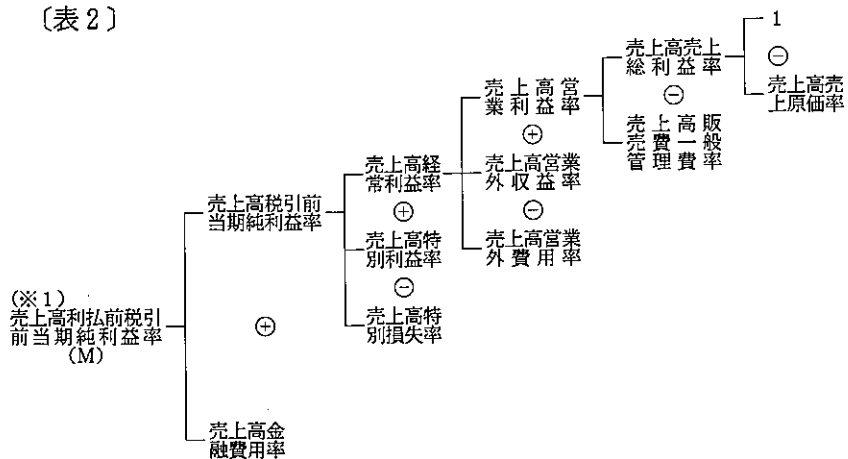 〔表2〕
1
⊖
売上高売
上原価率
売上高売上
総利益率
⊖
売上高販
売費一般
管理費率
売上高営
業利益率
⊕
売上高営業
外収益率
⊖
売上高営業
外費用率
売上高経
常利益率
⊕
売上高特
別利益率
⊖
売上高特
別損失率
売上高税引前
当期純利益率
⊕
売上高金
融費用率
(※1)
売上高利払前税引
前当期純利益率
(M)